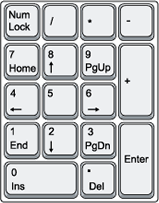 Num
Lock
/
*
-
7
Home
8
↑
9
PgUp
+
4
←
5
6
→
1
End
2
↓
3
PgDn
Enter
0
Ins
•
Del